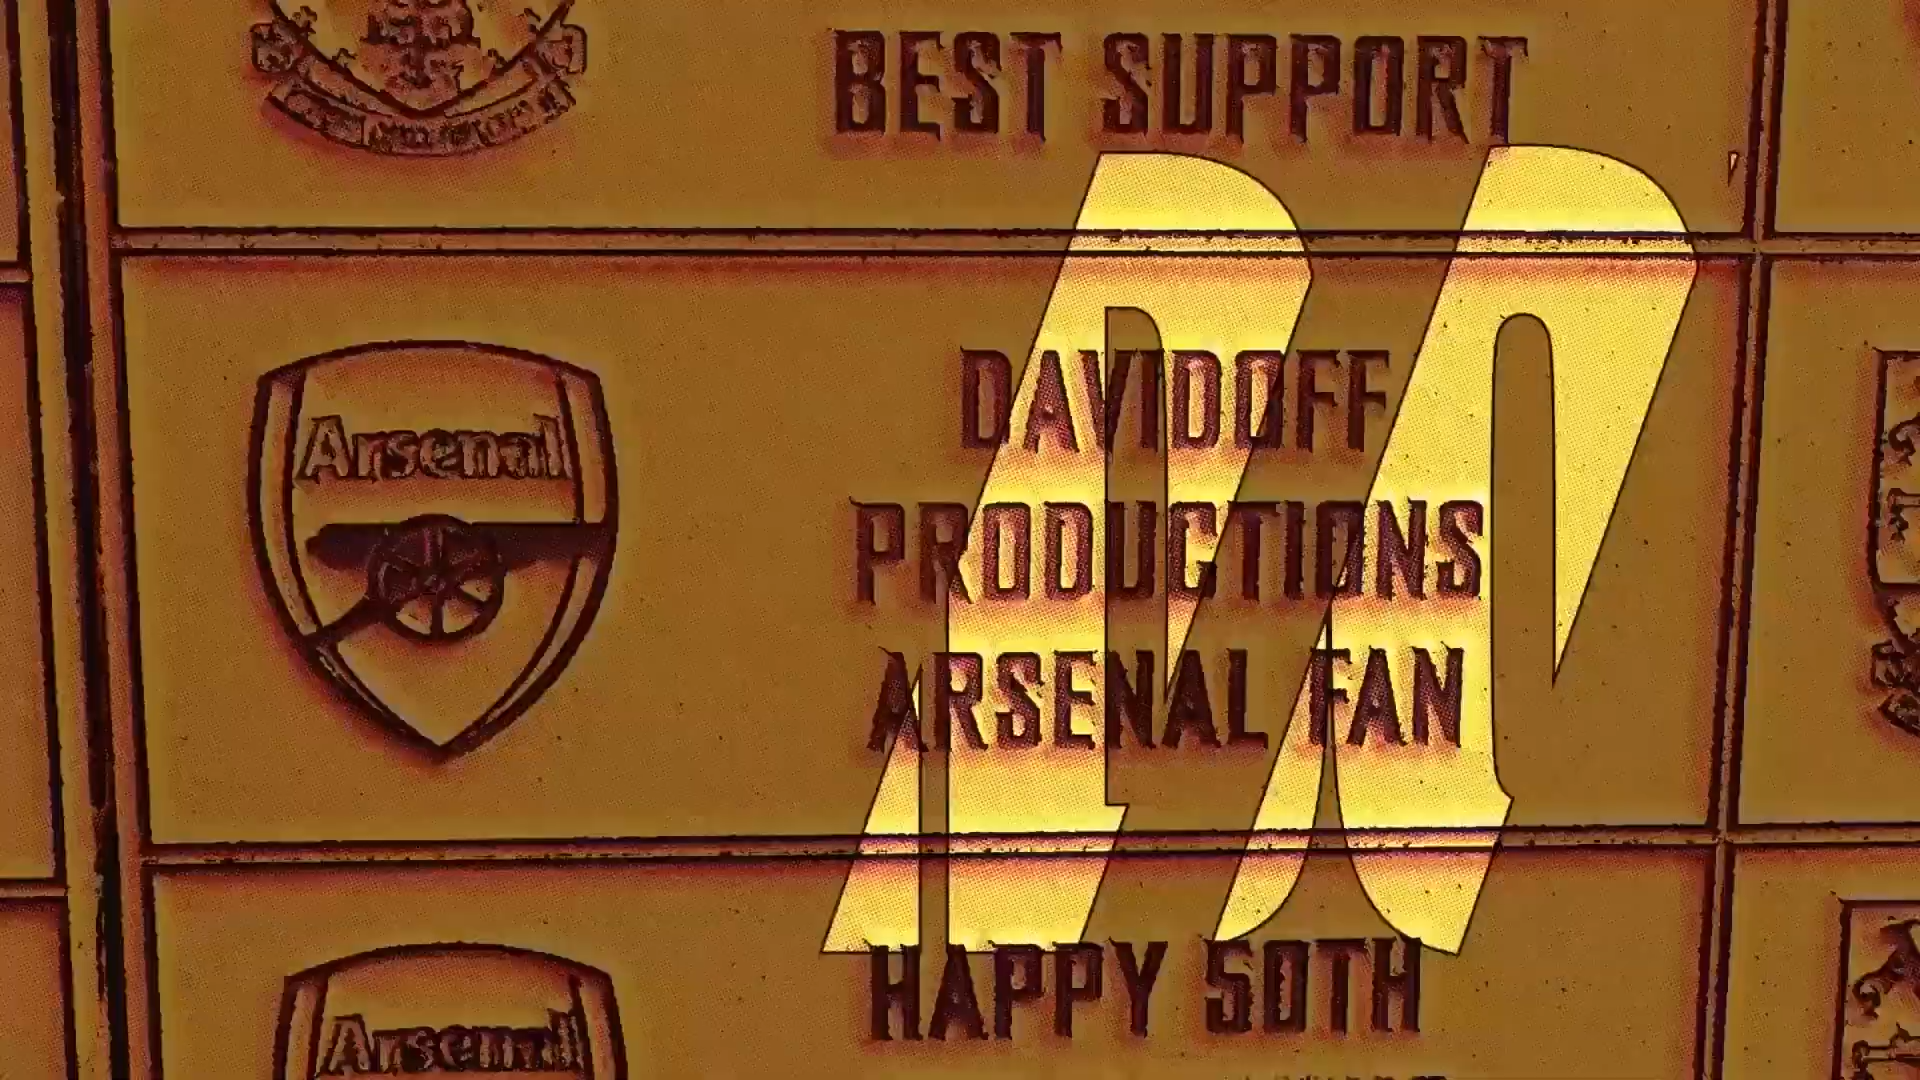 BEST SUPPORT
Arsenal
DAVIDOFF
PRODUCTIONS
ARSENAL FAN
HAPPY 50TH
Arsenal